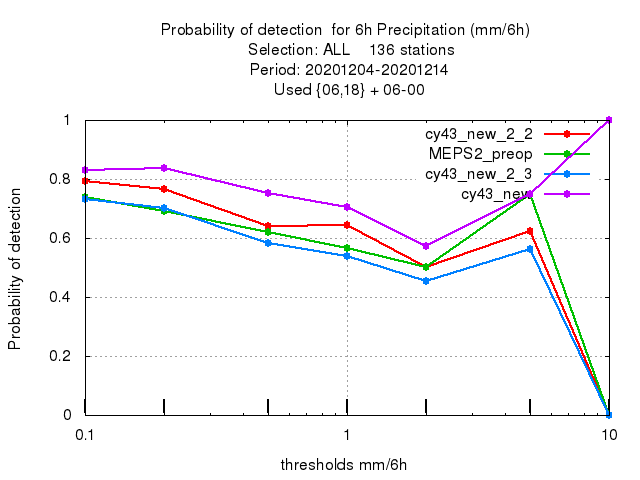 Probability of detection  for 6h Precipitation (mm/6h)
Selection: ALL    136 stations
Period: 20201204-20201214
Used {06,18} + 06-00
Probability of detection
1
0.8
0.6
0.4
0.2
0
cy43_new_2_2
MEPS2_preop
cy43_new_2_3
cy43_new
0.1
1
10
thresholds mm/6h